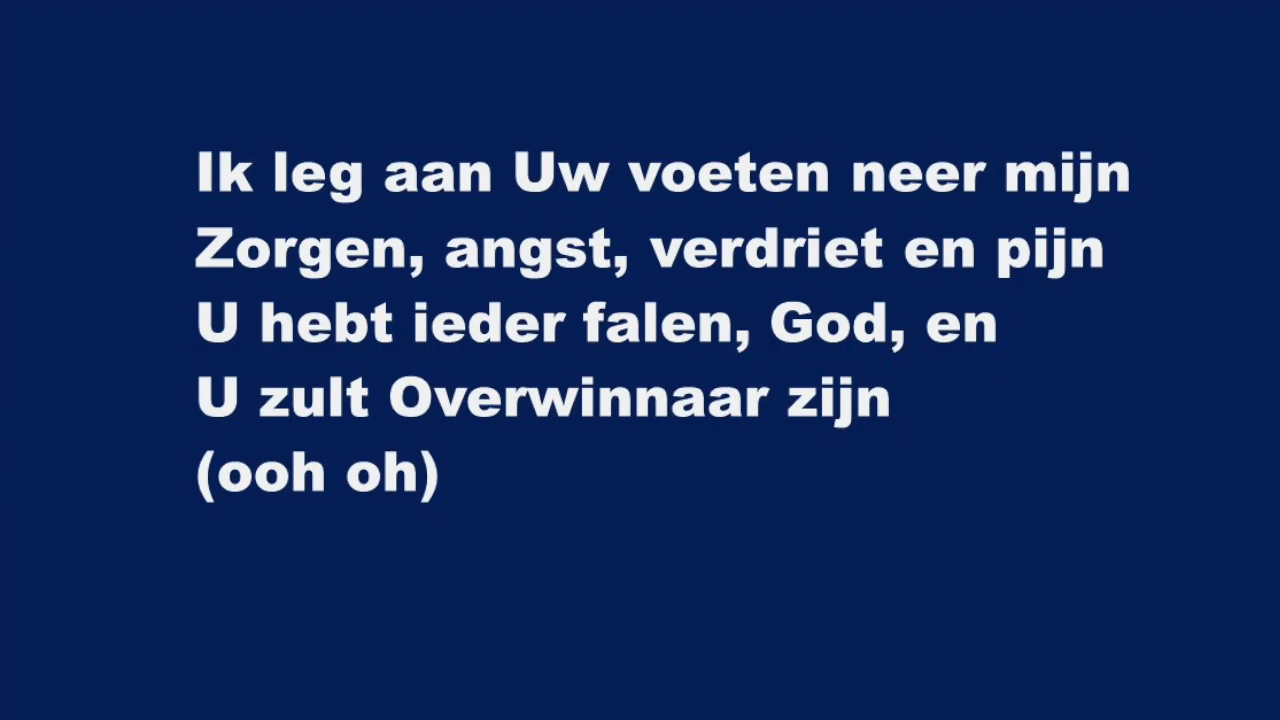 Ik leg aan Uw voeten neer mijn
Zorgen, angst, verdriet en pijn
U hebt ieder falen, God, en
U zult Overwinnaar zijn
(ooh oh)